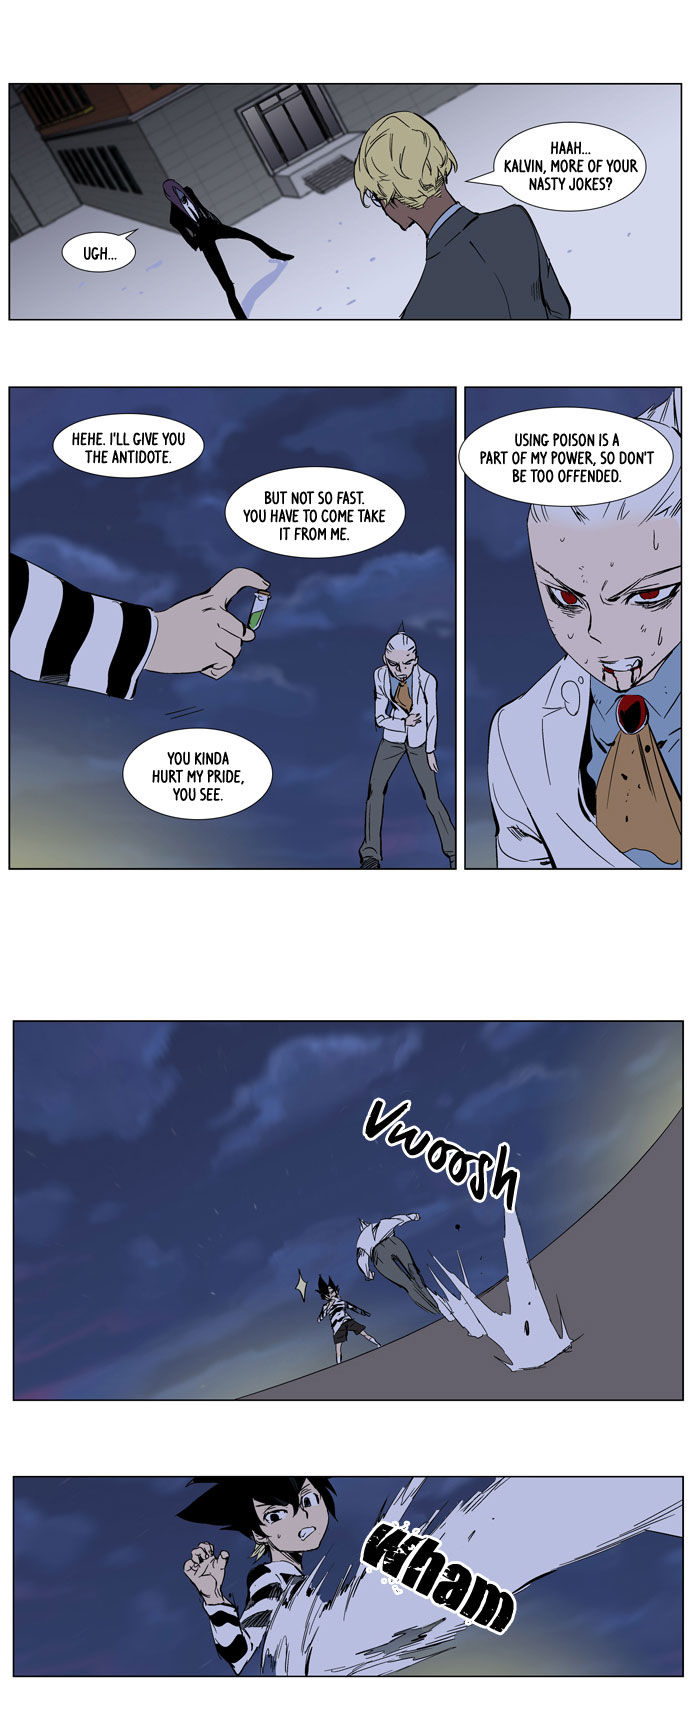 HAAH...
KALVIN, MORE OF YOUR
NASTY JOKES?
UGH...
HEHE. I'LL GIVE YOU
THE ANTIDOTE.
BUT NOT SO FAST.
YOU HAVE TO COME TAKE
IT FROM ME.
YOU KINDA
HURT MY PRIDE,
YOU SEE.
USING POISON IS A
PART OF MY POWER, SO DON'T
BE TOO OFFENDED.
Vwoosh
Wham